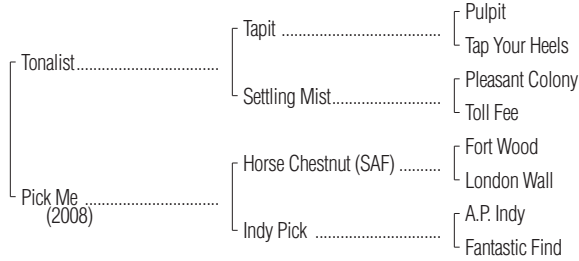 Pulpit
Tapit ........................................
Tap Your Heels
Tonalist....................................
Pleasant Colony
Settling Mist...........................
Toll Fee
Fort Wood
Horse Chestnut (SAF) ..........
London Wall
Pick Me ..................................
(2008)
A.P. Indy
Indy Pick ...............................
Fantastic Find